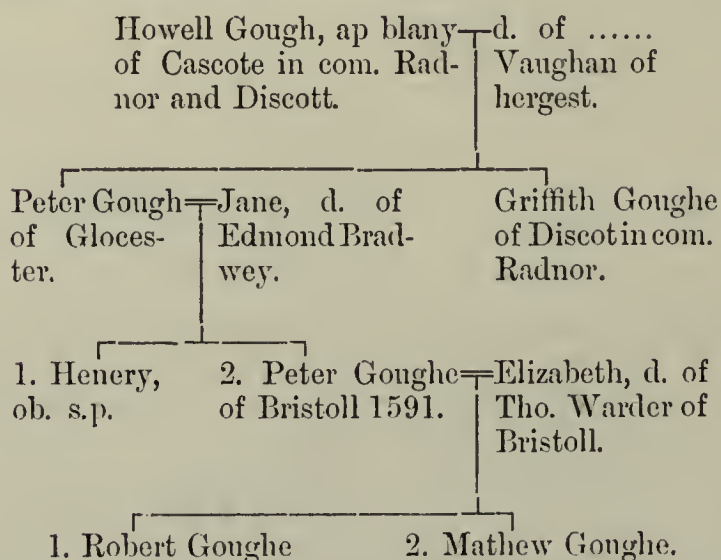 Howell Gough, ap blany
of Cascote in com. Rad-
nor and Discott.
d. of ......
Vaughan of
hergest.
Peter Gough
of Gloces-
ter.
Jane, d. of
Edmond Brad-
wey.
Griffith Goughe
of Discot in com.
Radnor.
1. Henery,
ob. s.p.
2. Peter Goughe
of Bristoll 1591.
Elizabeth, d. of
Tho. Warder of
Bristoll.
1. Robert Goughe
2. Mathew Goughe.